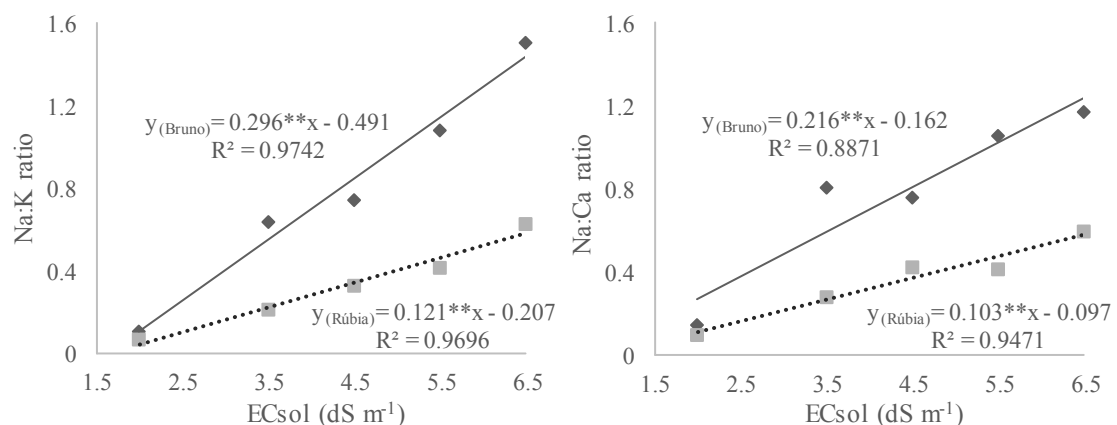 Na:K ratio
1.6
1.2
0.8
0.4
0
y(Bruno)= 0.296**x - 0.491
R² = 0.9742
y(Rúbia)= 0.121**x - 0.207
R² = 0.9696
1.5 2.5 3.5 4.5 5.5 6.5
ECsol (dS m-1)
Na:Ca ratio
1.6
1.2
0.8
0.4
0
y(Bruno)= 0.216**x - 0.162
R² = 0.8871
y(Rúbia)= 0.103**x - 0.097
R² = 0.9471
1.5 2.5 3.5 4.5 5.5 6.5
ECsol (dS m-1)